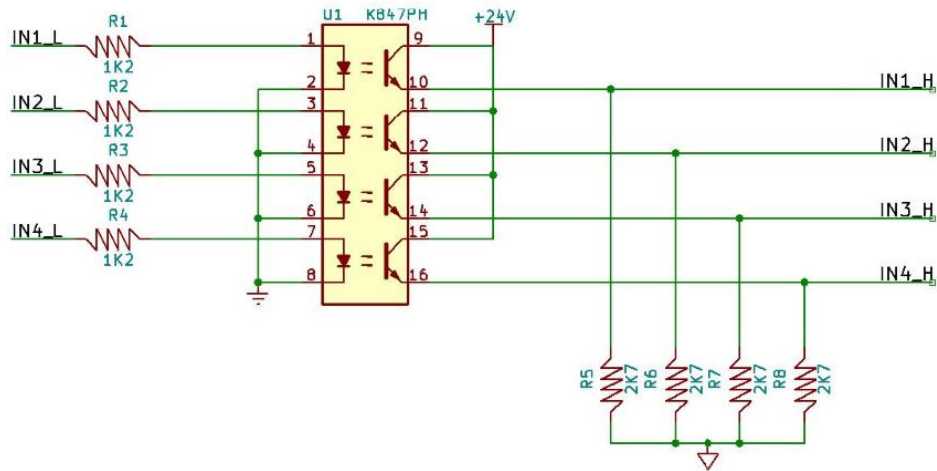 U1 K847PH +24V
R1
IN1_L 1 9
1K2
R2
2 10 IN1_H
IN2_L 3 11
1K2
R3
4 12 IN2_H
IN3_L 5 13
1K2
R4
6 14 IN3_H
IN4_L 7 15
1K2
8 16 IN4_H
R5 2K7 R6 2K7 R7 2K7 R8 2K7